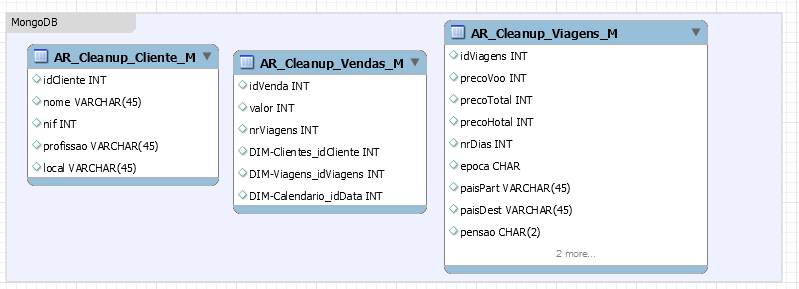 MongoDB
AR_Cleanup_Cliente_M
idCliente INT
nome VARCHAR(45)
nif INT
profissao VARCHAR(45)
local VARCHAR(45)
AR_Cleanup_Vendas_M
idVenda INT
valor INT
nrViagens INT
DIM-Clientes_idCliente INT
DIM-Viagens_idViagens INT
DIM-Calendario_idData INT
AR_Cleanup_Viagens_M
idViagens INT
precoVoo INT
precoTotal INT
precoHotal INT
nrDias INT
epoca CHAR
paisPart VARCHAR(45)
paisDest VARCHAR(45)
pensao CHAR(2)
2 more...